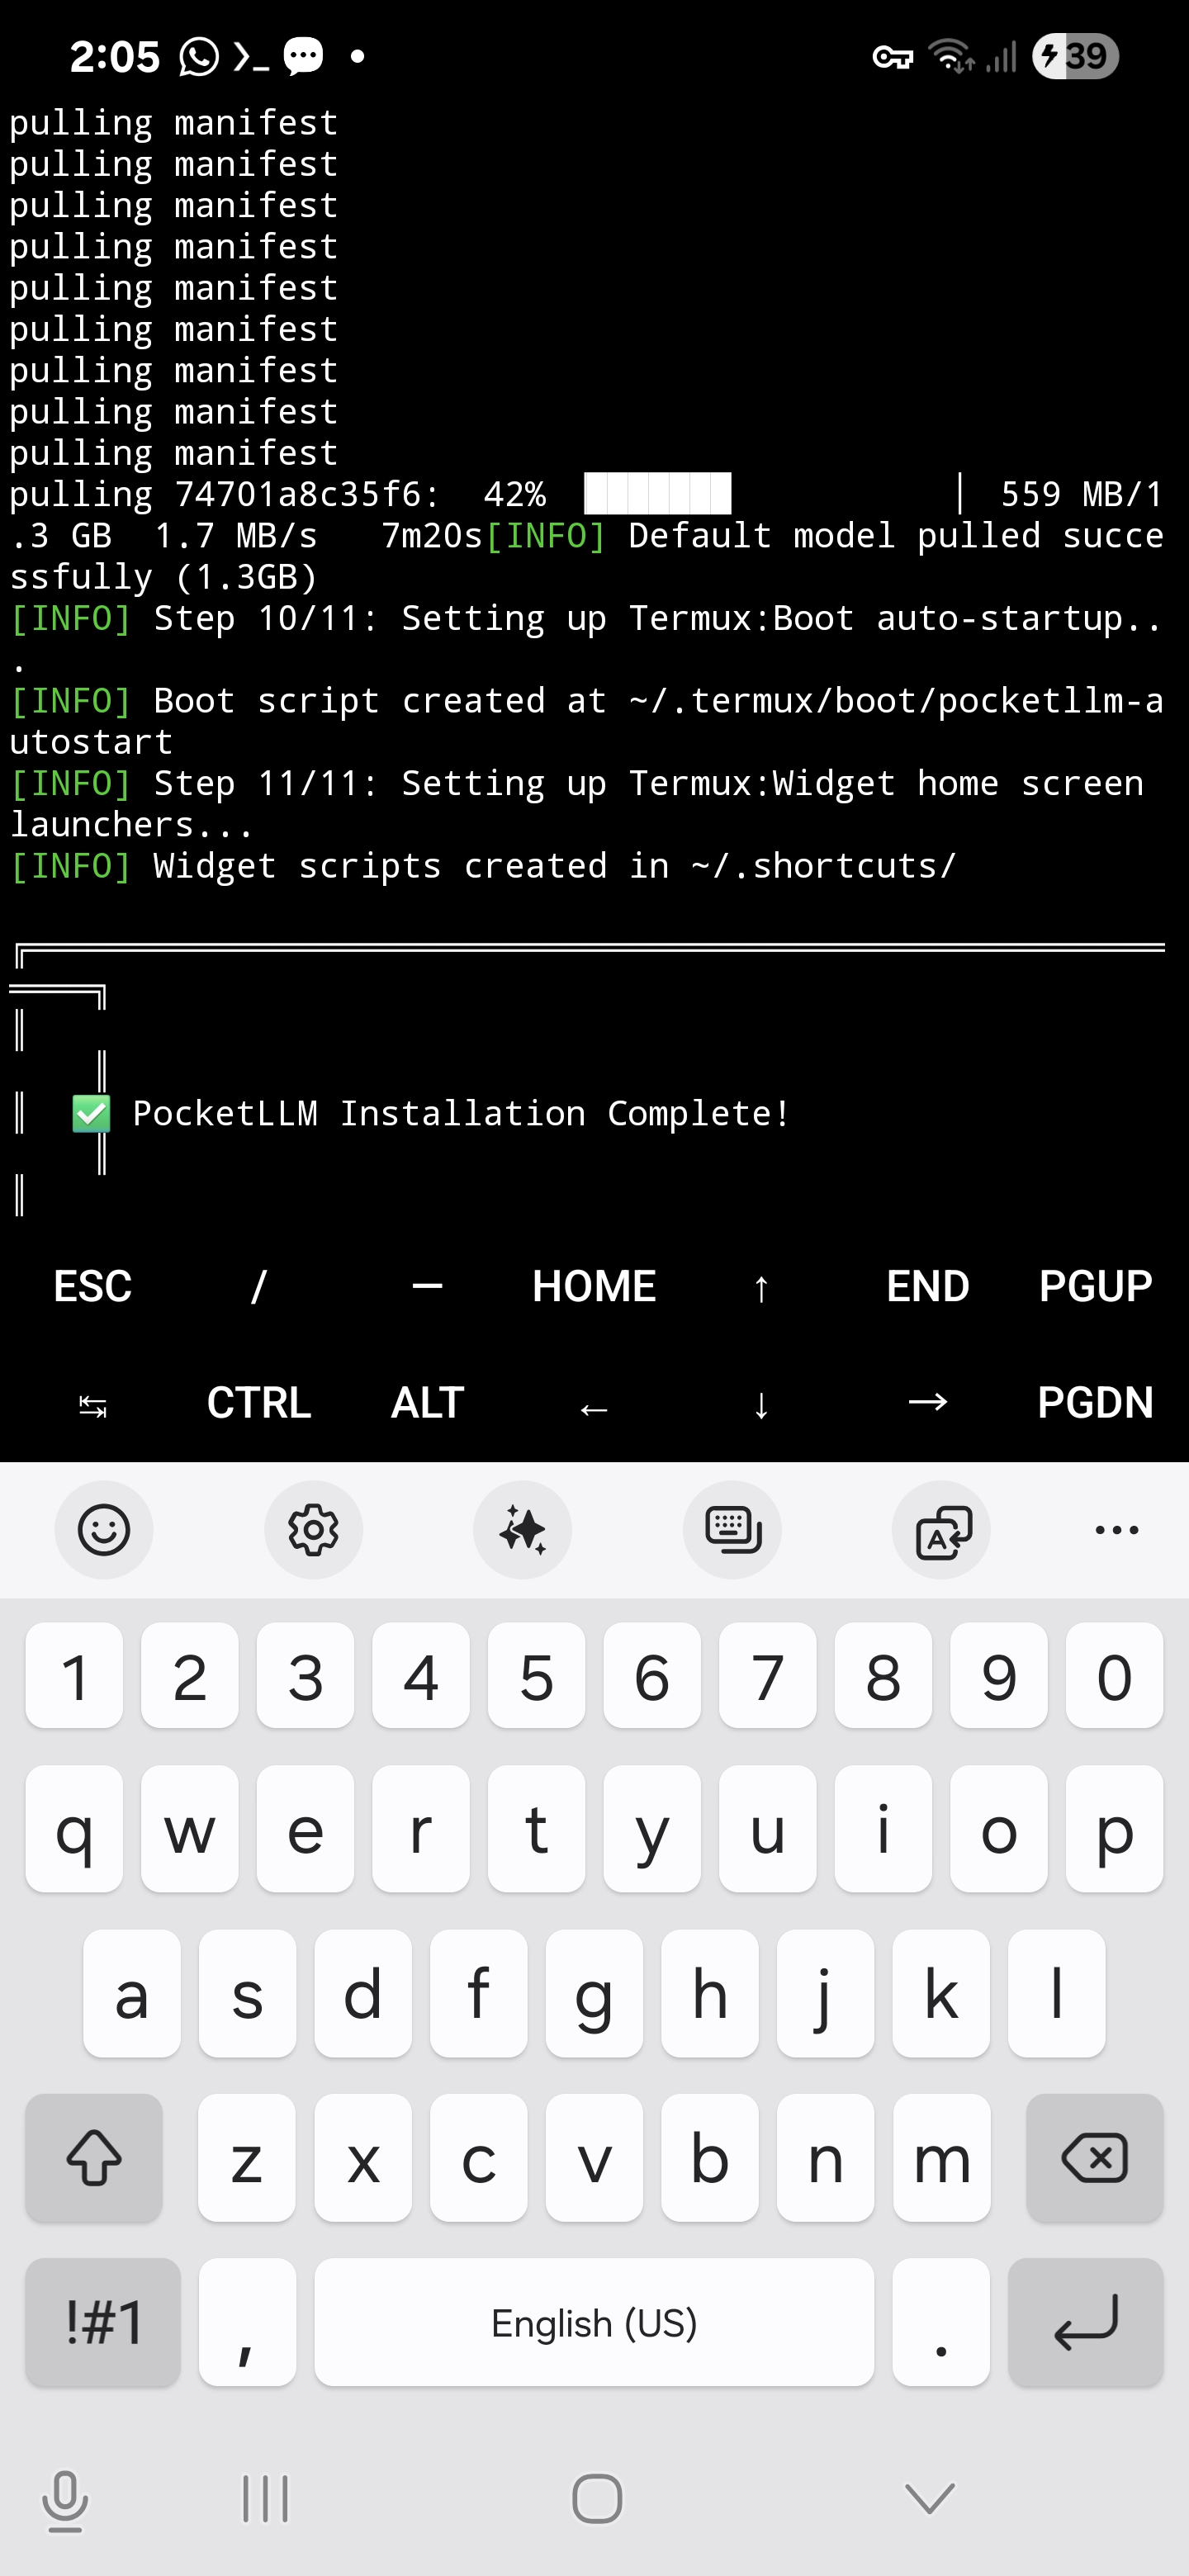 2:05
39
pulling manifest
pulling manifest
pulling manifest
pulling manifest
pulling manifest
pulling manifest
pulling manifest
pulling manifest
pulling manifest
pulling 74701a8c35f6:  42%  559 MB/1
.3 GB  1.7 MB/s   7m20s[INFO] Default model pulled succe
ssfully (1.3GB)
[INFO] Step 10/11: Setting up Termux:Boot auto-startup..
.
[INFO] Boot script created at ~/.termux/boot/pocketllm-a
utostart
[INFO] Step 11/11: Setting up Termux:Widget home screen
launchers...
[INFO] Widget scripts created in ~/.shortcuts/
✅ PocketLLM Installation Complete!
ESC / — HOME ↑ END PGUP
↹ CTRL ALT ← ↓ → PGDN
1 2 3 4 5 6 7 8 9 0
q w e r t y u i o p
a s d f g h j k l
z x c v b n m
!#1 , English (US) .